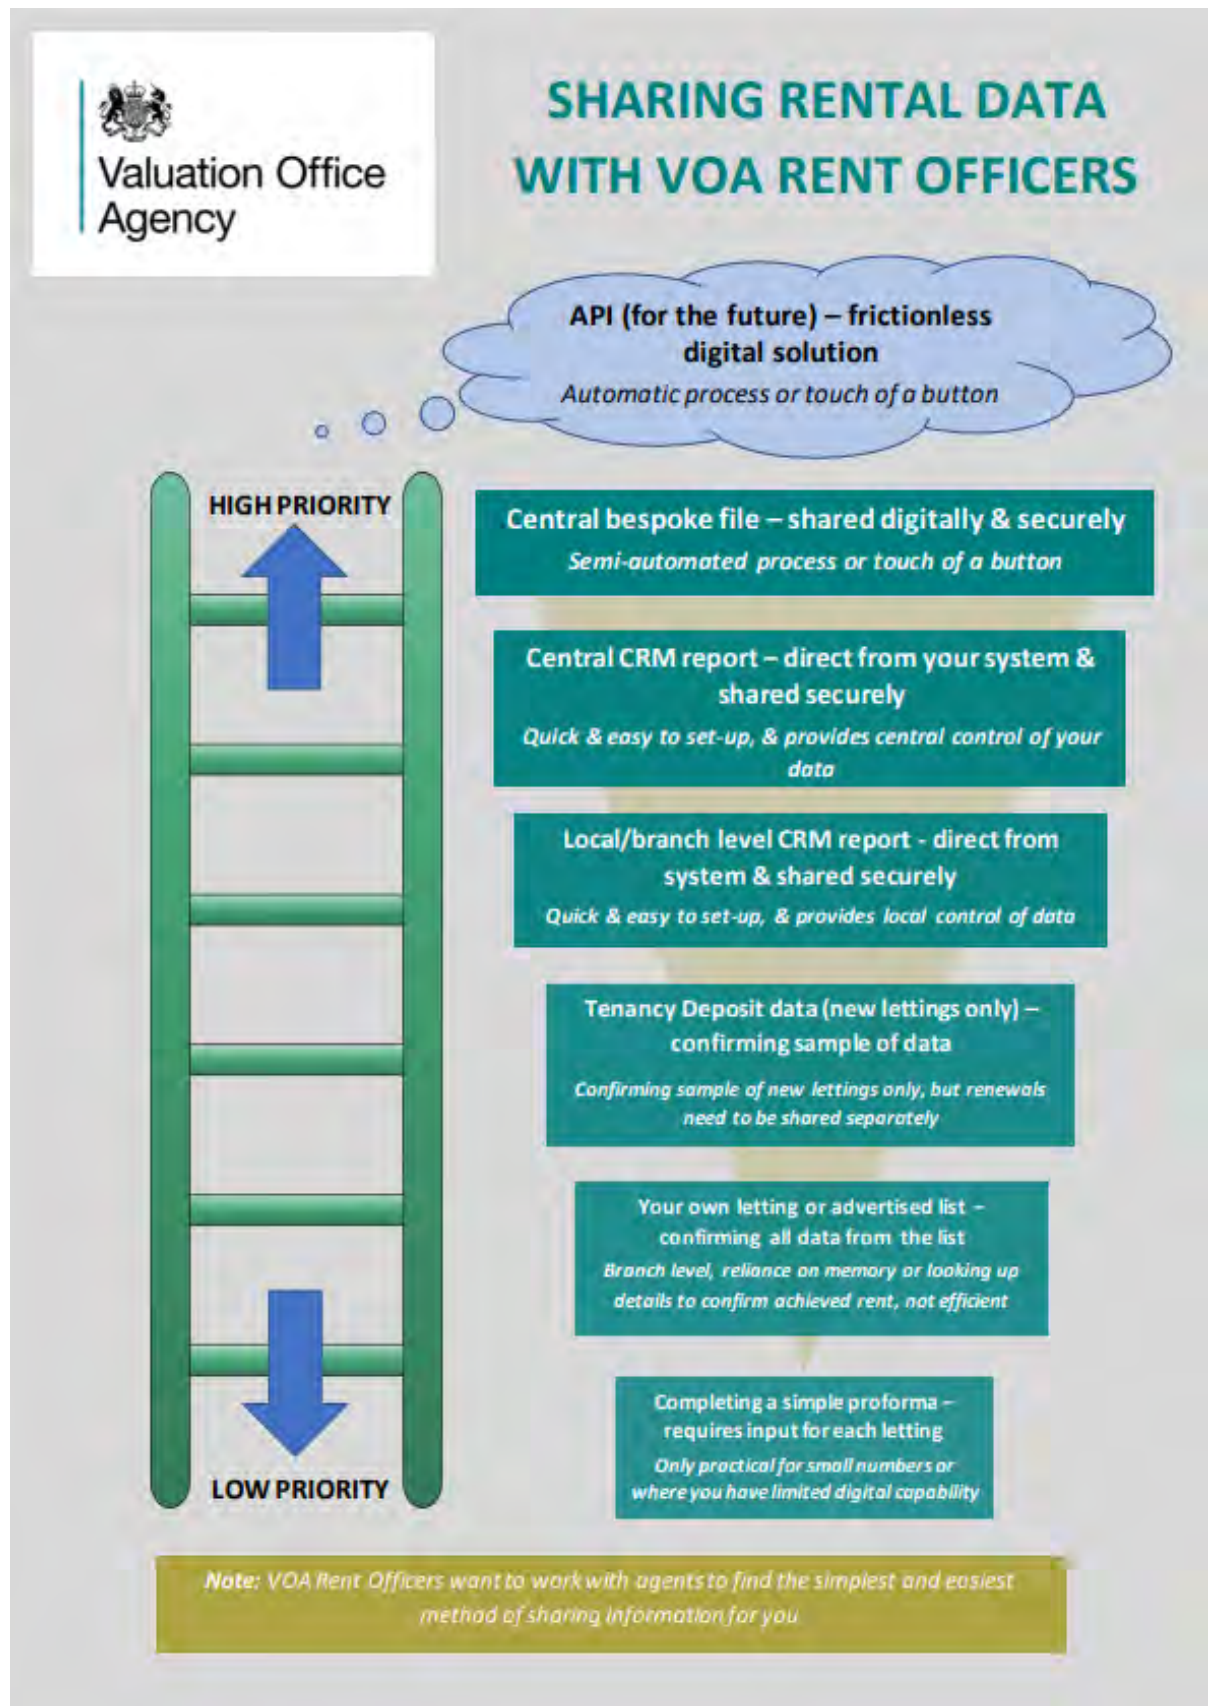 Valuation Office
Agency
SHARING RENTAL DATA
WITH VOA RENT OFFICERS
API (for the future) – frictionless
digital solution
Automatic process or touch of a button
HIGH PRIORITY
Central bespoke file – shared digitally & securely
Semi-automated process or touch of a button
Central CRM report – direct from your system &
shared securely
Quick & easy to set-up, & provides central control of your
data
Local/branch level CRM report - direct from
system & shared securely
Quick & easy to set-up, & provides local control of data
Tenancy Deposit data (new lettings only) –
confirming sample of data
Confirming sample of new lettings only, but renewals
need to be shared separately
Your own letting or advertised list –
confirming all data from the list
Branch level, reliance on memory or looking up
details to confirm achieved rent, not efficient
Completing a simple proforma –
requires input for each letting
Only practical for small numbers or
where you have limited digital capability
LOW PRIORITY
Note: VOA Rent Officers want to work with agents to find the simplest and easiest
method of sharing information for you